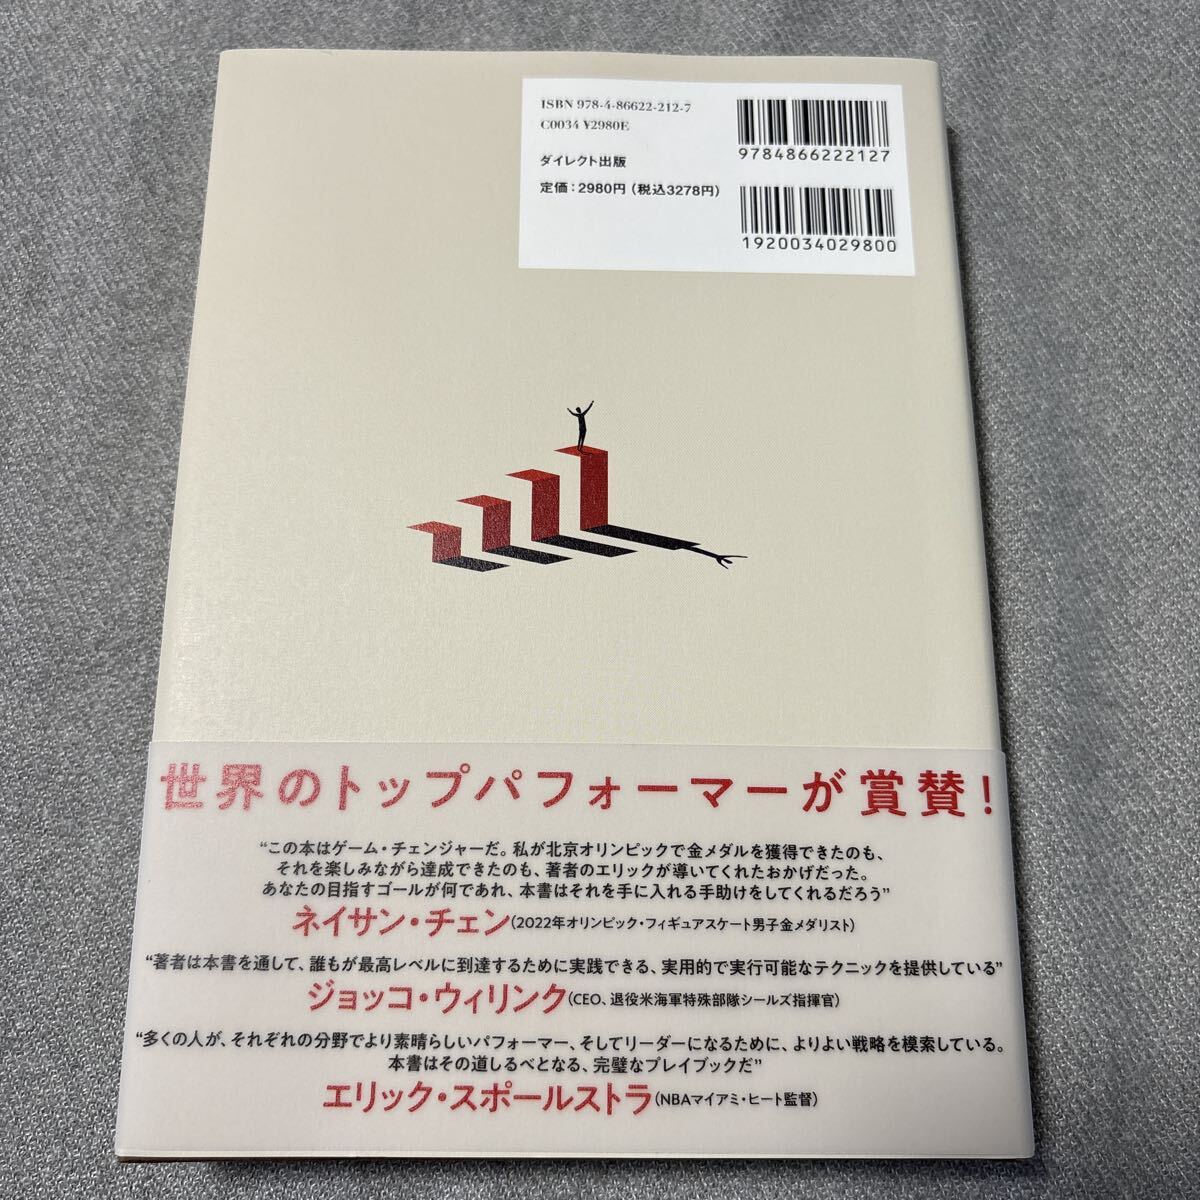 ISBN 978-4-86622-212-7
C0034 ¥2980E
ダイレクト出版
定価：2980円（税込3278円）
9784866222127
1920034029800
世界のトップパフォーマーが賞賛！
“この本はゲーム・チェンジャーだ。私が北京オリンピックで金メダルを獲得できたのも、
それを楽しみながら達成できたのも、著者のエリックが導いてくれたおかげだった。
あなたの目指すゴールが何であれ、本書はそれを手に入れる手助けをしてくれるだろう”
ネイサン・チェン（2022年オリンピック・フィギュアスケート男子金メダリスト）
“著者は本書を通して、誰もが最高レベルに到達するために実践できる、実用的で実行可能なテクニックを提供している”
ジョッコ・ウィリンク（CEO、退役米海軍特殊部隊シールズ指揮官）
“多くの人が、それぞれの分野でより素晴らしいパフォーマー、そしてリーダーになるために、よりよい戦略を模索している。
本書はその道しるべとなる、完璧なプレイブックだ”
エリック・スポールストラ（NBAマイアミ・ヒート監督）